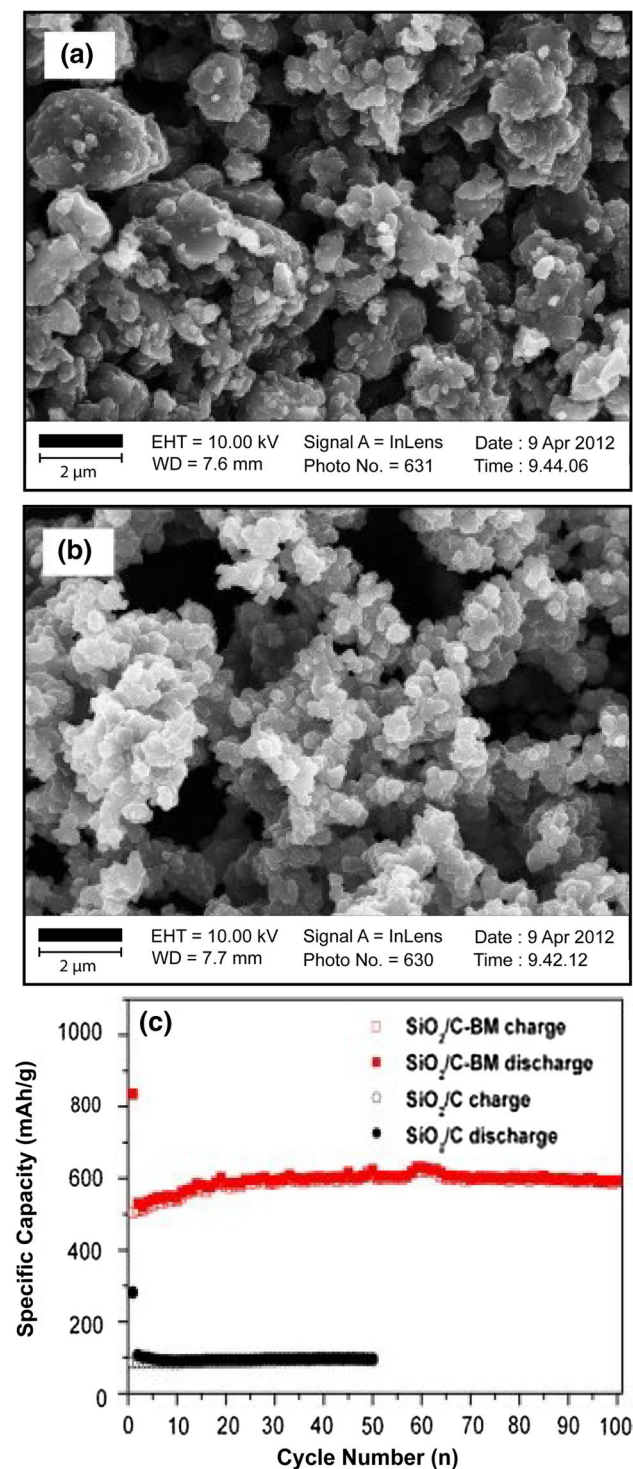 (a)
EHT = 10.00 kV Signal A = InLens Date : 9 Apr 2012
2 µm WD = 7.6 mm Photo No. = 631 Time : 9.44.06
(b)
EHT = 10.00 kV Signal A = InLens Date : 9 Apr 2012
2 µm WD = 7.7 mm Photo No. = 630 Time : 9.42.12
(c)
SiO2/C-BM charge
SiO2/C-BM discharge
SiO2/C charge
SiO2/C discharge
Specific Capacity (mAh/g)
1000
800
600
400
200
0
0 10 20 30 40 50 60 70 80 90 100
Cycle Number (n)